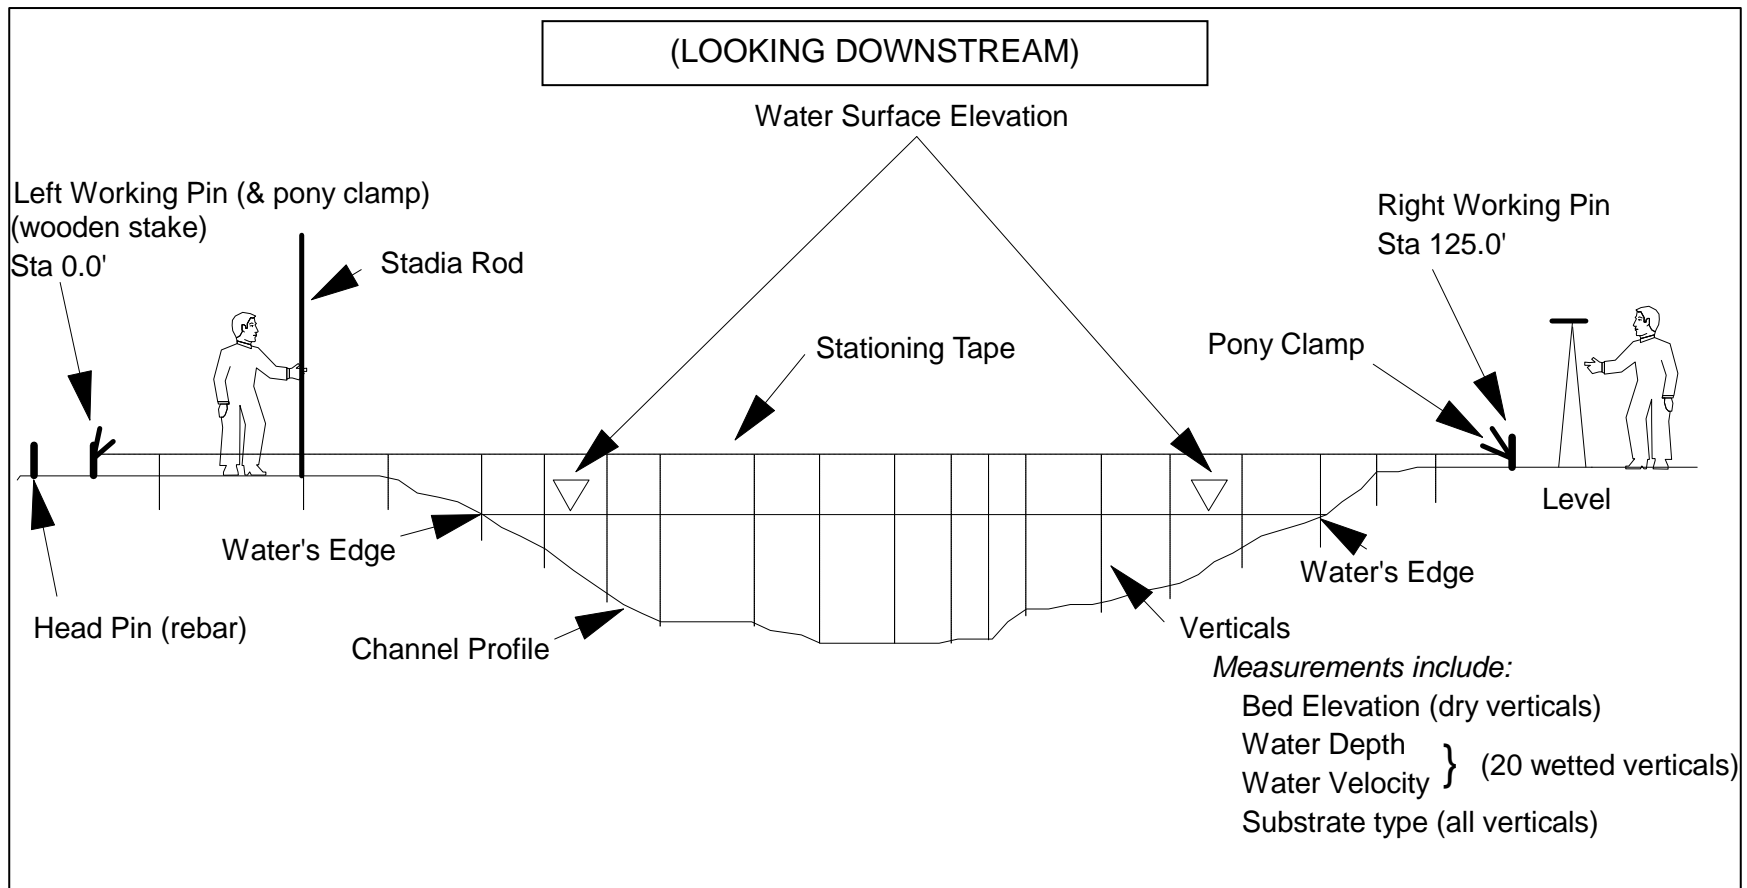 (LOOKING DOWNSTREAM)
Water Surface Elevation
Left Working Pin (& pony clamp)
(wooden stake)
Sta 0.0'
Stadia Rod
Right Working Pin
Sta 125.0'
Stationing Tape
Pony Clamp
Level
Water's Edge
Water's Edge
Head Pin (rebar)
Channel Profile
Verticals
Measurements include:
Bed Elevation (dry verticals)
Water Depth
Water Velocity } (20 wetted verticals)
Substrate type (all verticals)